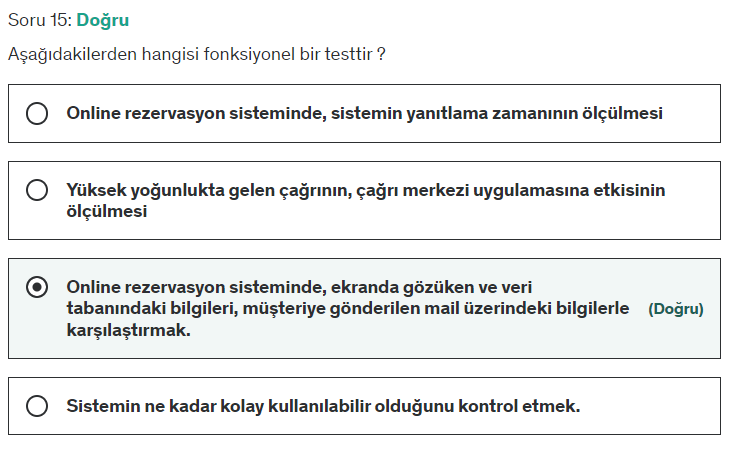 Soru 15: Doğru
Aşağıdakilerden hangisi fonksiyonel bir testtir ?
Online rezervasyon sisteminde, sistemin yanıtlama zamanının ölçülmesi
Yüksek yoğunlukta gelen çağrının, çağrı merkezi uygulamasına etkisinin
ölçülmesi
Online rezervasyon sisteminde, ekranda gözüken ve veri
tabanındaki bilgileri, müşteriye gönderilen mail üzerindeki bilgilerle (Doğru)
karşılaştırmak.
Sistemin ne kadar kolay kullanılabilir olduğunu kontrol etmek.